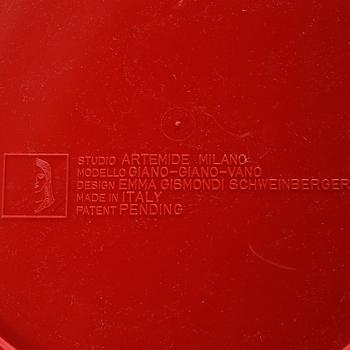 STUDIO ARTEMIDE MILANO
MODELLO GIANO-GIANO-VANO
DESIGN EMMA GISMONDI SCHWEINBERGER
MADE IN ITALY
PATENT PENDING